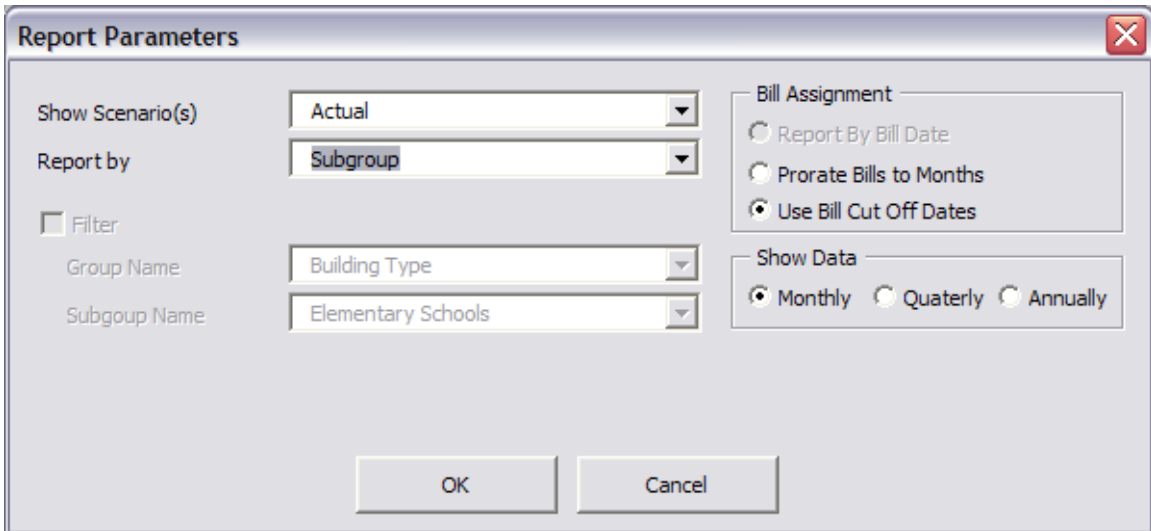 Report Parameters
Show Scenario(s)
Actual
Report by
Subgroup
Filter
Group Name
Building Type
Subgoup Name
Elementary Schools
Bill Assignment
Report By Bill Date
Prorate Bills to Months
Use Bill Cut Off Dates
Show Data
Monthly Quaterly Annually
OK Cancel